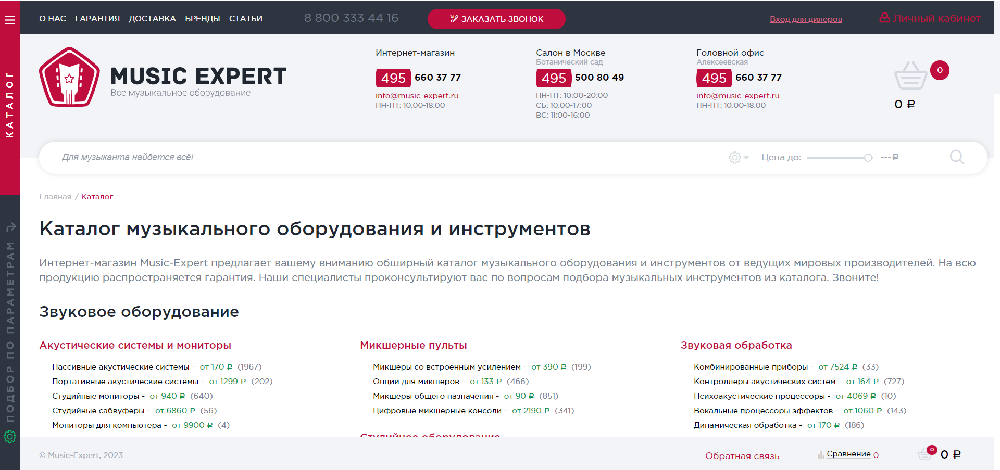 О НАС ГАРАНТИЯ ДОСТАВКА БРЕНДЫ СТАТЬИ 8 800 333 44 16 ЗАКАЗАТЬ ЗВОНОК Вход для дилеров Личный кабинет
КАТАЛОГ
ПОДБОР ПО ПАРАМЕТРАМ
MUSIC EXPERT
Все музыкальное оборудование
Интернет-магазин
495 660 37 77
info@music-expert.ru
ПН-ПТ: 10.00-18.00
Салон в Москве
Ботанический сад
495 500 80 49
ПН-ПТ: 10:00-20:00
СБ: 10.00-17:00
ВС: 11:00-16:00
Головной офис
Алексеевская
495 660 37 77
info@music-expert.ru
ПН-ПТ: 10.00-18.00
0
0 ₽
Для музыканта найдется всё! Цена до: ---₽
Главная / Каталог
Каталог музыкального оборудования и инструментов
Интернет-магазин Music-Expert предлагает вашему вниманию обширный каталог музыкального оборудования и инструментов от ведущих мировых производителей. На всю
продукцию распространяется гарантия. Наши специалисты проконсультируют вас по вопросам подбора музыкальных инструментов из каталога. Звоните!
Звуковое оборудование
Акустические системы и мониторы
Пассивные акустические системы - от 170 ₽ (1967)
Портативные акустические системы - от 1299 ₽ (202)
Студийные мониторы - от 940 ₽ (640)
Студийные сабвуферы - от 6860 ₽ (56)
Мониторы для компьютера - от 9900 ₽ (4)
Микшерные пульты
Микшеры со встроенным усилением - от 390 ₽ (199)
Опции для микшеров - от 133 ₽ (466)
Микшеры общего назначения - от 90 ₽ (851)
Цифровые микшерные консоли - от 2190 ₽ (341)
Студийное оборудование
Звуковая обработка
Комбинированные приборы - от 7524 ₽ (33)
Контроллеры акустических систем - от 164 ₽ (727)
Психоакустические процессоры - от 4069 ₽ (10)
Вокальные процессоры эффектов - от 1060 ₽ (143)
Динамическая обработка - от 170 ₽ (186)
© Music-Expert, 2023 Обратная связь Сравнение 0 0 0 ₽